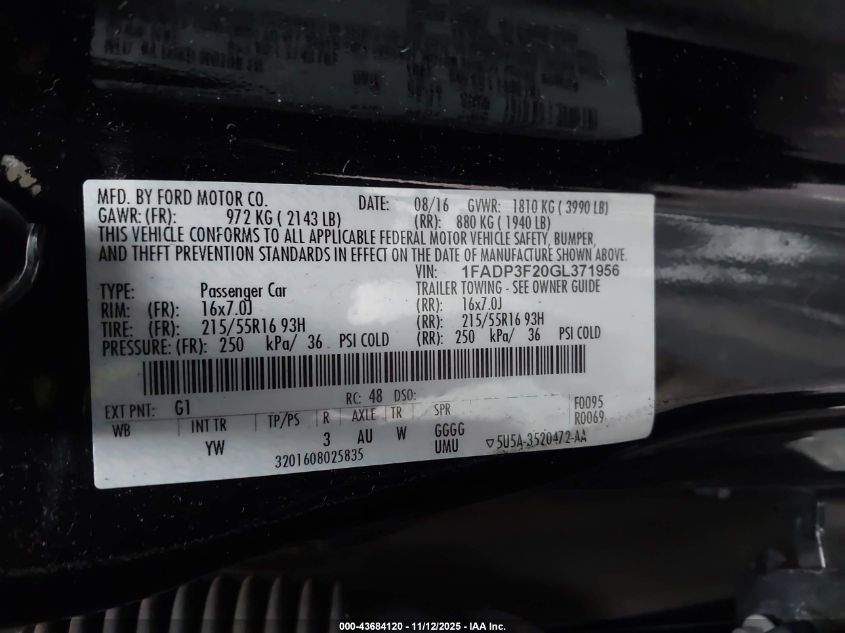 MFD. BY FORD MOTOR CO. DATE: 08/16 GVWR: 1810 KG ( 3990 LB)
GAWR: (FR): 972 KG ( 2143 LB) (RR): 880 KG ( 1940 LB)
THIS VEHICLE CONFORMS TO ALL APPLICABLE FEDERAL MOTOR VEHICLE SAFETY, BUMPER,
AND THEFT PREVENTION STANDARDS IN EFFECT ON THE DATE OF MANUFACTURE SHOWN ABOVE.
VIN: 1FADP3F20GL371956
TYPE: Passenger Car TRAILER TOWING - SEE OWNER GUIDE
RIM: (FR): 16x7.0J (RR): 16x7.0J
TIRE: (FR): 215/55R16 93H (RR): 215/55R16 93H
PRESSURE: (FR): 250 kPa/ 36 PSI COLD (RR): 250 kPa/ 36 PSI COLD
EXT PNT: G1 RC: 48 DSO: F0095
WB INT TR TP/PS R AXLE TR SPR R0069
YW 3 AU W GGGG
UMU ▽5U5A-3520472-AA
3201608025835
000-43684120 - 11/12/2025 - IAA Inc.